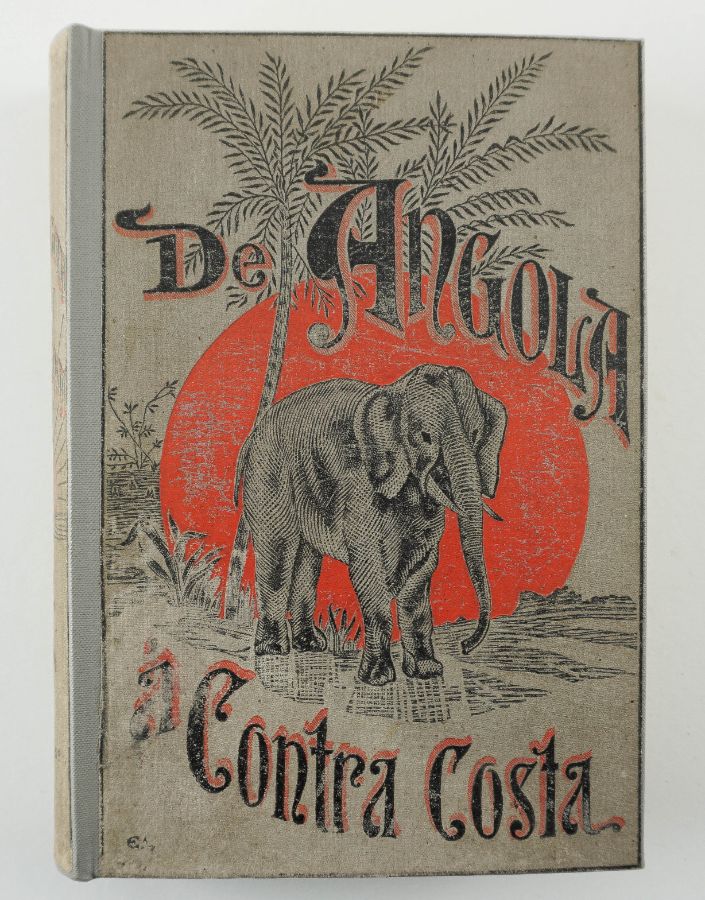 De Angola
á Contra Costa